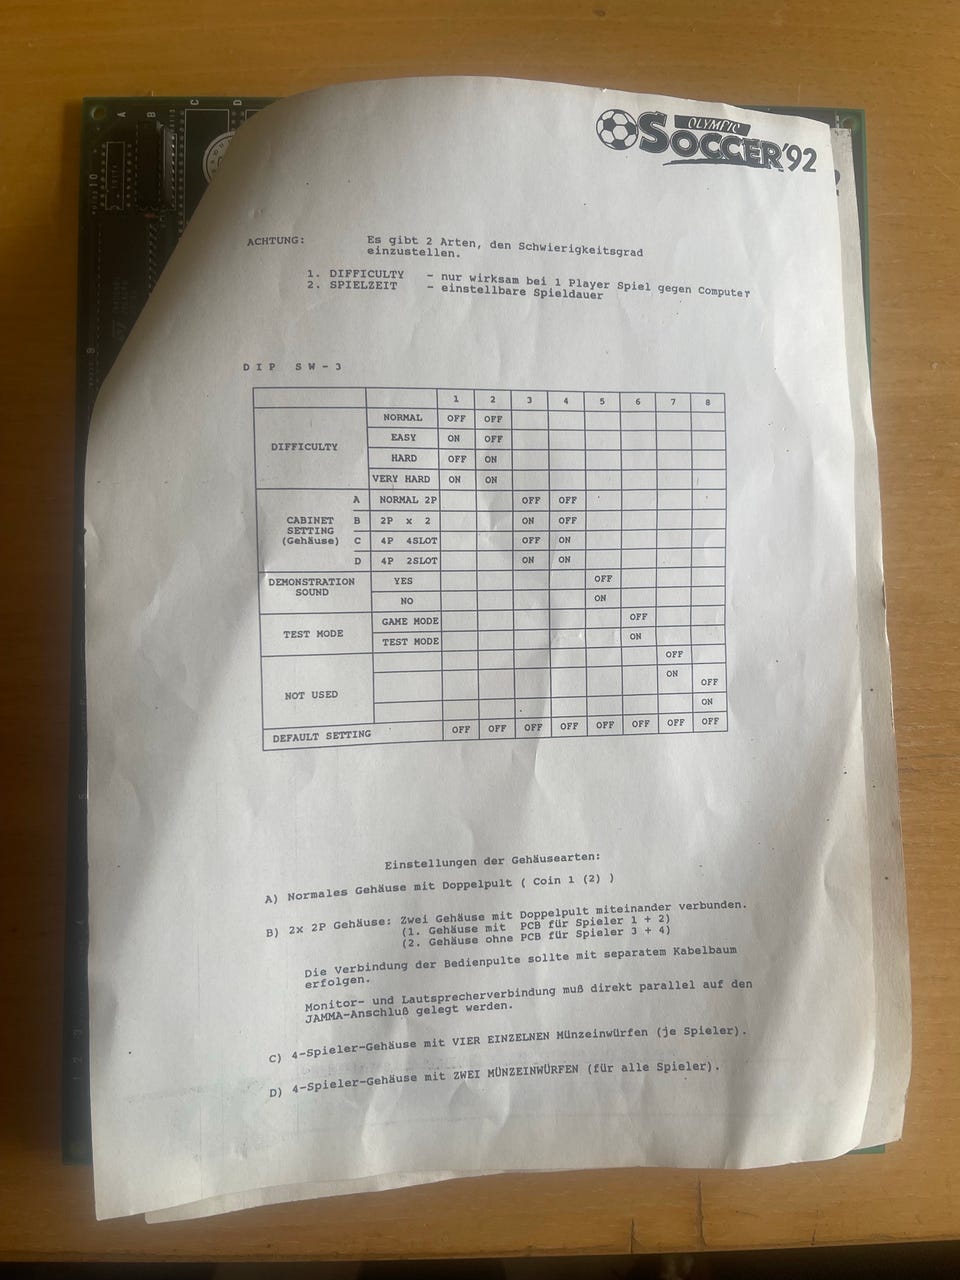 A B C D
10
OLYMPIC
SOCCER'92
ACHTUNG: Es gibt 2 Arten, den Schwierigkeitsgrad
einzustellen.
1. DIFFICULTY - nur wirksam bei 1 Player Spiel gegen Computer
2. SPIELZEIT - einstellbare Spieldauer
9
DIP SW-3
1 2 3 4 5 6 7 8
DIFFICULTY
NORMAL OFF OFF
EASY ON OFF
HARD OFF ON
VERY HARD ON ON
CABINET
SETTING
(Gehäuse)
A NORMAL 2P OFF OFF
B 2P x 2 ON OFF
C 4P 4SLOT OFF ON
D 4P 2SLOT ON ON
DEMONSTRATION
SOUND
YES OFF
NO ON
TEST MODE
GAME MODE OFF
TEST MODE ON
NOT USED
OFF
ON
OFF
ON
DEFAULT SETTING OFF OFF OFF OFF OFF OFF OFF OFF
Einstellungen der Gehäusearten:
A) Normales Gehäuse mit Doppelpult ( Coin 1 (2) )
B) 2x 2P Gehäuse: Zwei Gehäuse mit Doppelpult miteinander verbunden.
(1. Gehäuse mit PCB für Spieler 1 + 2)
(2. Gehäuse ohne PCB für Spieler 3 + 4)
Die Verbindung der Bedienpulte sollte mit separatem Kabelbaum
erfolgen.
Monitor- und Lautsprecherverbindung muß direkt parallel auf den
JAMMA-Anschluß gelegt werden.
C) 4-Spieler-Gehäuse mit VIER EINZELNEN Münzeinwürfen (je Spieler).
D) 4-Spieler-Gehäuse mit ZWEI MÜNZEINWÜRFEN (für alle Spieler).